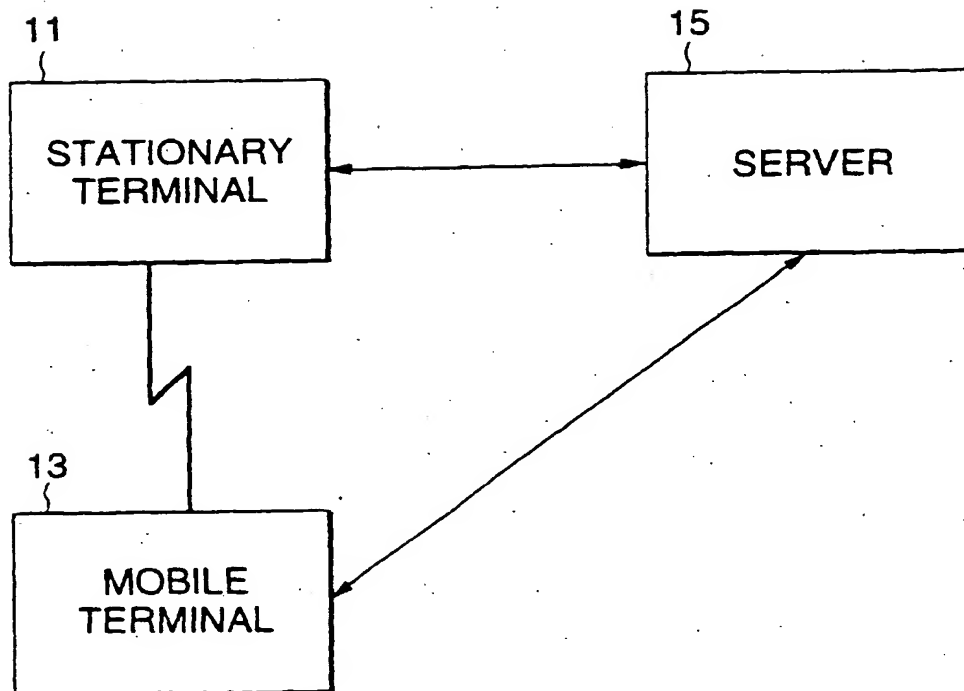 11
15
STATIONARY
TERMINAL
SERVER
13
MOBILE
TERMINAL